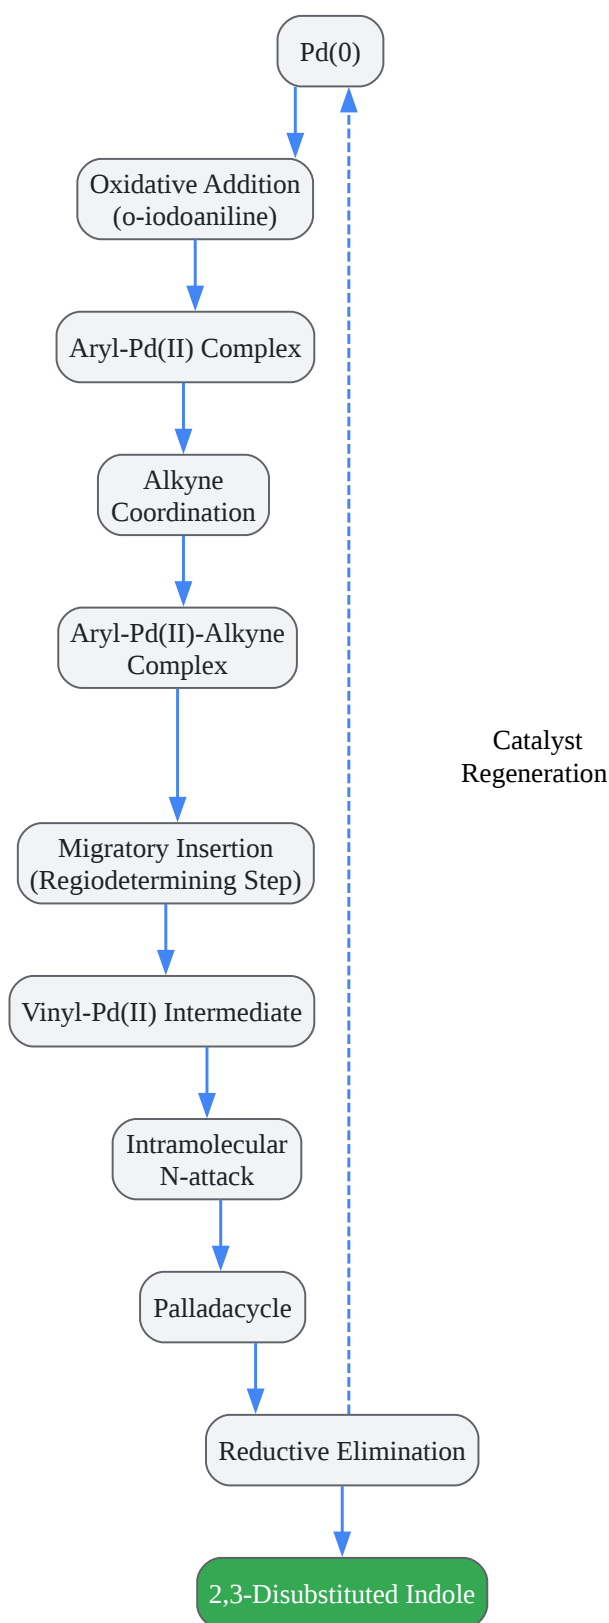 Pd(0)
Oxidative Addition
(o-iodoaniline)
Aryl-Pd(II) Complex
Alkyne
Coordination
Aryl-Pd(II)-Alkyne
Complex
Catalyst
Regeneration
Migratory Insertion
(Regiodetermining Step)
Vinyl-Pd(II) Intermediate
Intramolecular
N-attack
Palladacycle
Reductive Elimination
2,3-Disubstituted Indole